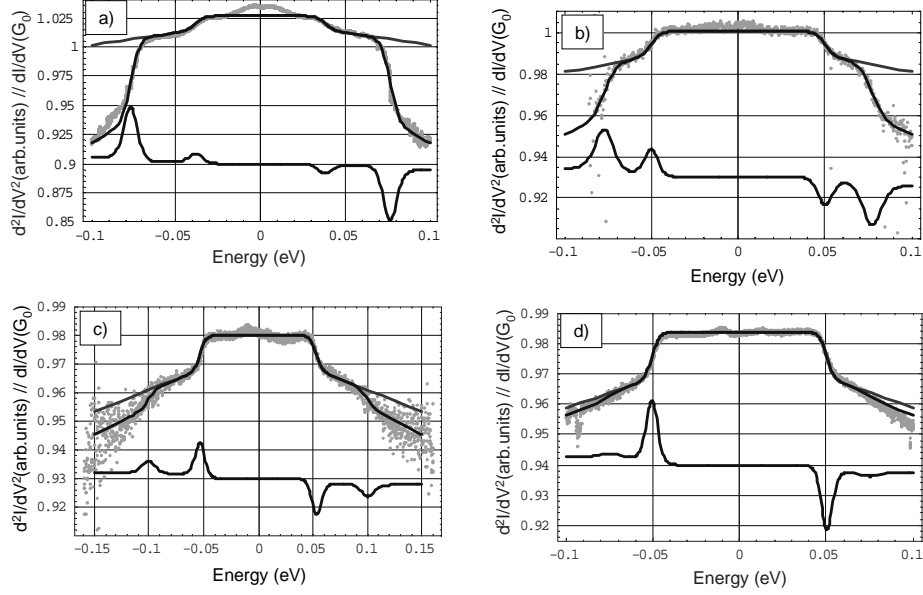 a)
d²I/dV²(arb.units) // dI/dV(G₀)
1.025
1
0.975
0.95
0.925
0.9
0.875
0.85
-0.1 -0.05 0 0.05 0.1
Energy (eV)
b)
d²I/dV²(arb.units) // dI/dV(G₀)
1
0.98
0.96
0.94
0.92
-0.1 -0.05 0 0.05 0.1
Energy (eV)
c)
d²I/dV²(arb.units) // dI/dV(G₀)
0.99
0.98
0.97
0.96
0.95
0.94
0.93
0.92
-0.15 -0.1 -0.05 0 0.05 0.1 0.15
Energy (eV)
d)
d²I/dV²(arb.units) // dI/dV(G₀)
0.99
0.98
0.97
0.96
0.95
0.94
0.93
0.92
-0.1 -0.05 0 0.05 0.1
Energy (eV)